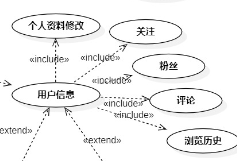 个人资料修改
关注
«include»
«include»
粉丝
«include»
用户信息
«include»
评论
«include»
浏览历史
extend»
«extend»